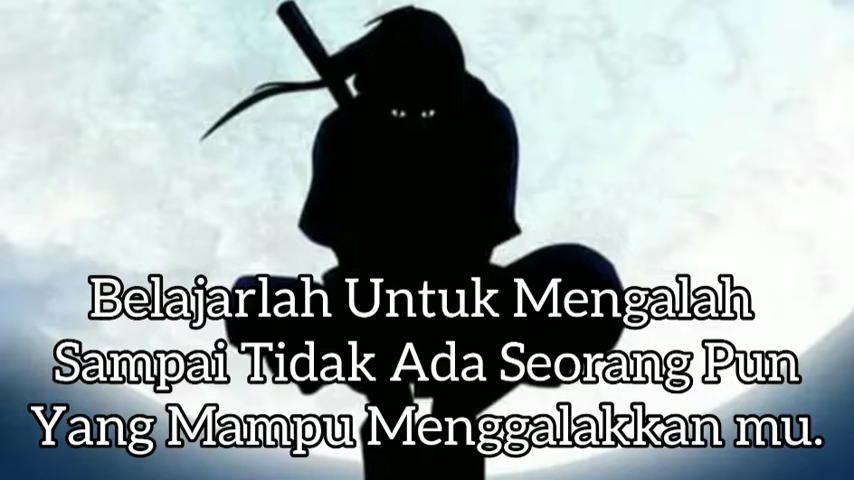 Belajarlah Untuk Mengalah
Sampai Tidak Ada Seorang Pun
Yang Mampu Menggalakkan mu.